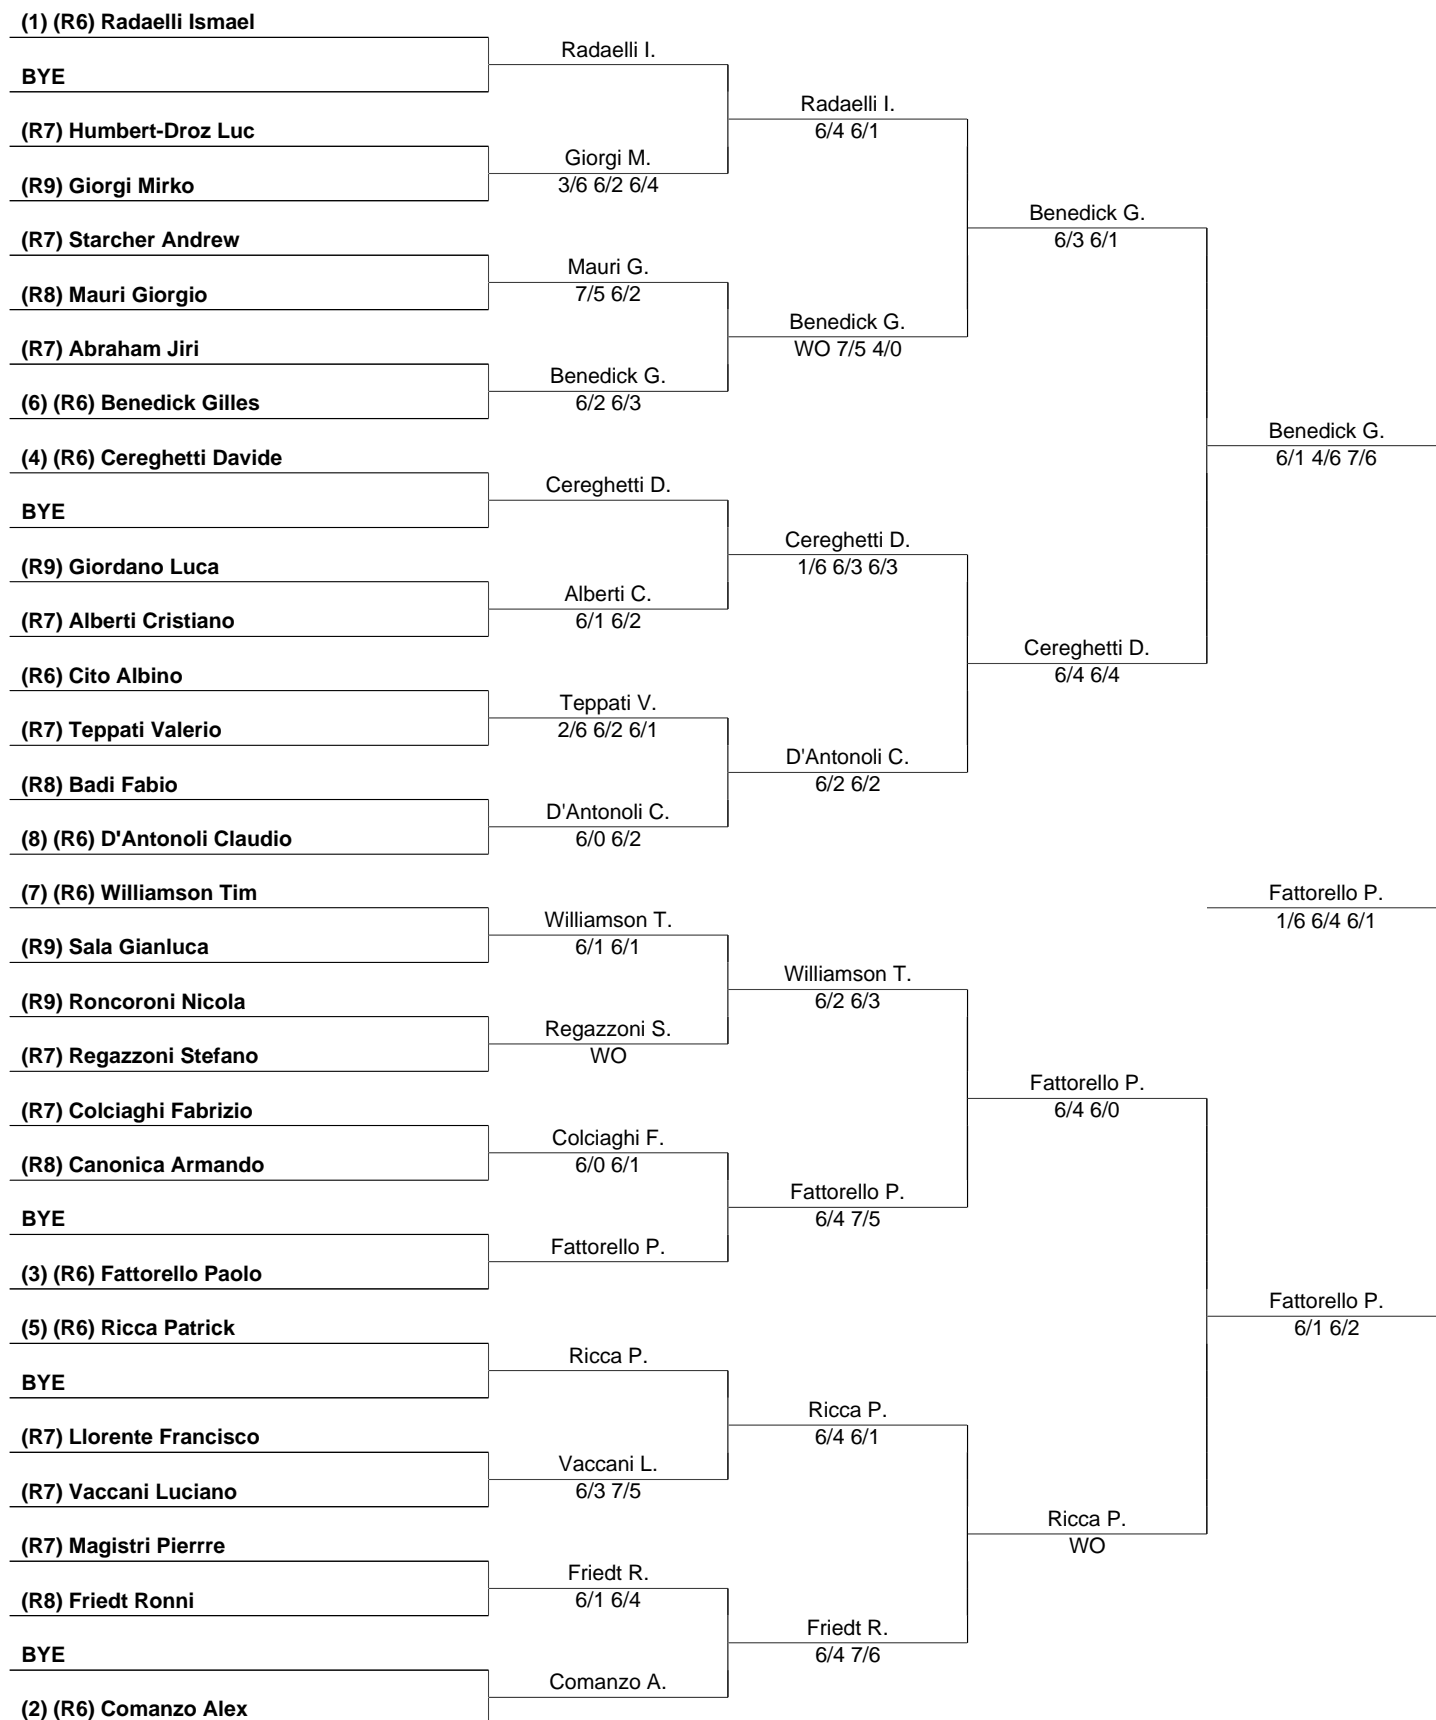 (1) (R6) Radaelli Ismael
BYE
(R7) Humbert-Droz Luc
(R9) Giorgi Mirko
(R7) Starcher Andrew
(R8) Mauri Giorgio
(R7) Abraham Jiri
(6) (R6) Benedick Gilles
(4) (R6) Cereghetti Davide
BYE
(R9) Giordano Luca
(R7) Alberti Cristiano
(R6) Cito Albino
(R7) Teppati Valerio
(R8) Badi Fabio
(8) (R6) D'Antonoli Claudio
(7) (R6) Williamson Tim
(R9) Sala Gianluca
(R9) Roncoroni Nicola
(R7) Regazzoni Stefano
(R7) Colciaghi Fabrizio
(R8) Canonica Armando
BYE
(3) (R6) Fattorello Paolo
(5) (R6) Ricca Patrick
BYE
(R7) Llorente Francisco
(R7) Vaccani Luciano
(R7) Magistri Pierrre
(R8) Friedt Ronni
BYE
(2) (R6) Comanzo Alex
Radaelli I.
Giorgi M.
3/6 6/2 6/4
Mauri G.
7/5 6/2
Benedick G.
6/2 6/3
Cereghetti D.
Alberti C.
6/1 6/2
Teppati V.
2/6 6/2 6/1
D'Antonoli C.
6/0 6/2
Williamson T.
6/1 6/1
Regazzoni S.
WO
Colciaghi F.
6/0 6/1
Fattorello P.
Ricca P.
Vaccani L.
6/3 7/5
Friedt R.
6/1 6/4
Comanzo A.
Radaelli I.
6/4 6/1
Benedick G.
WO 7/5 4/0
Cereghetti D.
1/6 6/3 6/3
D'Antonoli C.
6/2 6/2
Williamson T.
6/2 6/3
Fattorello P.
6/4 7/5
Ricca P.
6/4 6/1
Friedt R.
6/4 7/6
Benedick G.
6/3 6/1
Cereghetti D.
6/4 6/4
Fattorello P.
6/4 6/0
Ricca P.
WO
Benedick G.
6/1 4/6 7/6
Fattorello P.
1/6 6/4 6/1
Fattorello P.
6/1 6/2